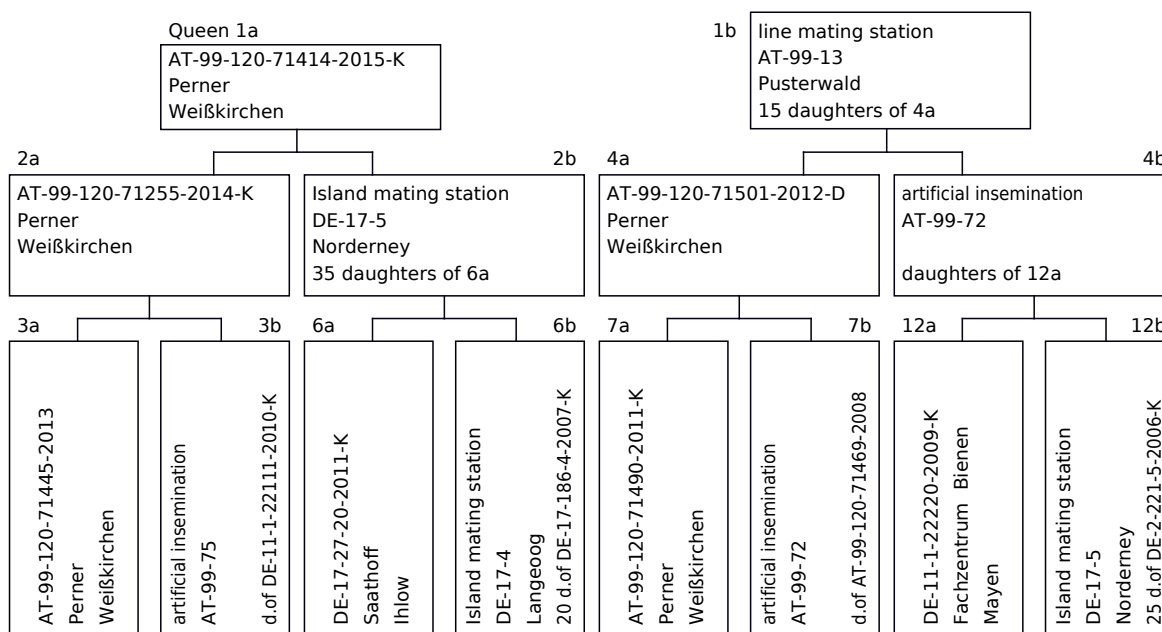 Queen 1a
AT-99-120-71414-2015-K
Perner
Weißkirchen
1b
line mating station
AT-99-13
Pusterwald
15 daughters of 4a
2a
AT-99-120-71255-2014-K
Perner
Weißkirchen
2b
Island mating station
DE-17-5
Norderney
35 daughters of 6a
4a
AT-99-120-71501-2012-D
Perner
Weißkirchen
4b
artificial insemination
AT-99-72
daughters of 12a
3a
AT-99-120-71445-2013
Perner
Weißkirchen
3b
artificial insemination
AT-99-75
d.of DE-11-1-22111-2010-K
6a
DE-17-27-20-2011-K
Saathoff
Ihlow
6b
Island mating station
DE-17-4
Langeoog
20 d.of DE-17-186-4-2007-K
7a
AT-99-120-71490-2011-K
Perner
Weißkirchen
7b
artificial insemination
AT-99-72
d.of AT-99-120-71469-2008
12a
DE-11-1-22220-2009-K
Fachzentrum Bienen
Mayen
12b
Island mating station
DE-17-5
Norderney
25 d.of DE-2-221-5-2006-K